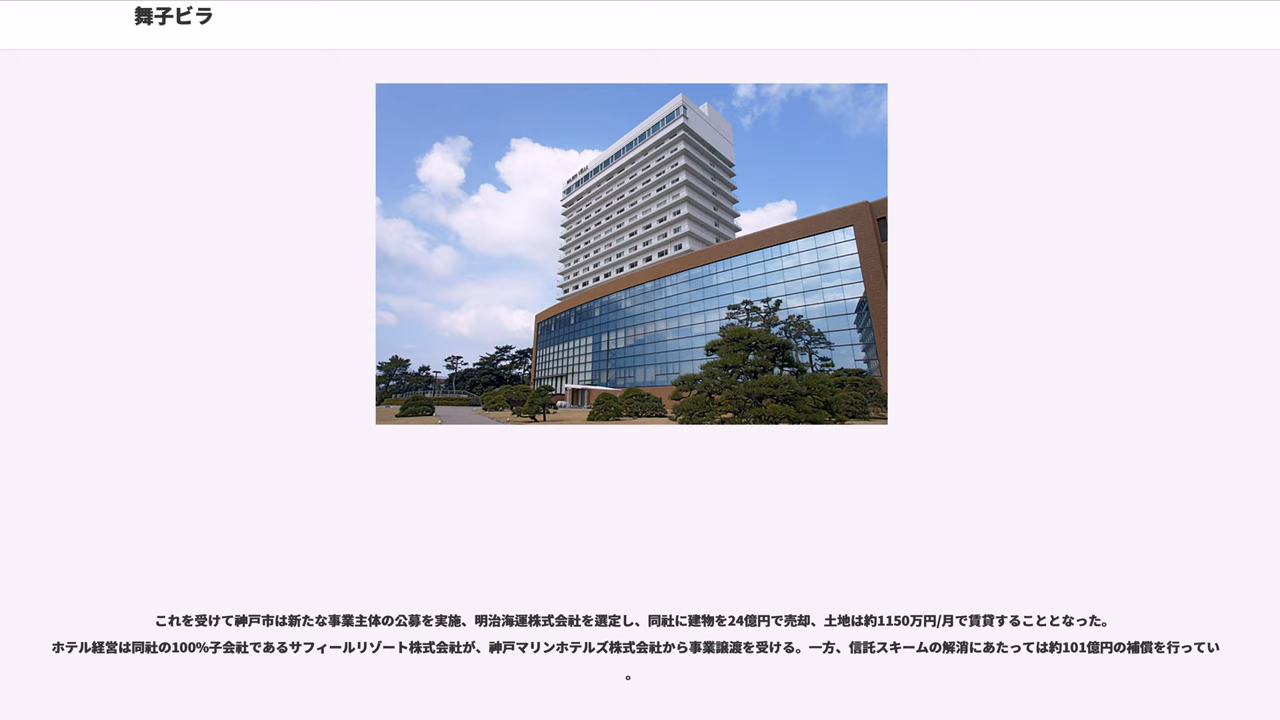 舞子ビラ
これを受けて神戸市は新たな事業主体の公募を実施、明治海運株式会社を選定し、同社に建物を24億円で売却、土地は約1150万円/月で賃貸することとなった。
ホテル経営は同社の100%子会社であるサフィールリゾート株式会社が、神戸マリンホテルズ株式会社から事業譲渡を受ける。一方、信託スキームの解消にあたっては約101億円の補償を行ってい
。